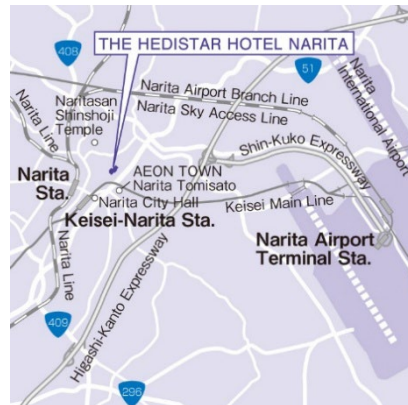 408
THE HEDISTAR HOTEL NARITA
51
Narita Airport Branch Line
Narita Sky Access Line
Narita
International Airport
Narita Line
Naritasan
Shinshoji
Temple
Shin-Kuko Expressway
Narita
Sta.
AEON TOWN
Narita Tomisato
Narita City Hall
Keisei-Narita Sta.
Keisei Main Line
Narita Airport
Terminal Sta.
Narita Line
Higashi-Kanto Expressway
409
296